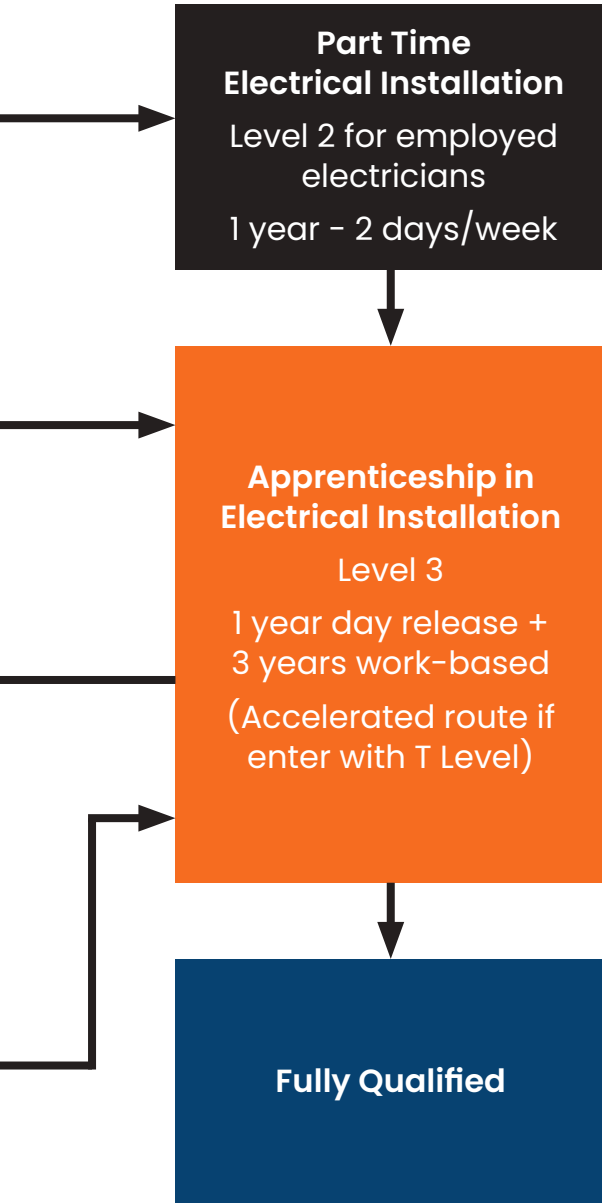 Part Time
Electrical Installation
Level 2 for employed
electricians
1 year - 2 days/week
Apprenticeship in
Electrical Installation
Level 3
1 year day release +
3 years work-based
(Accelerated route if
enter with T Level)
Fully Qualified